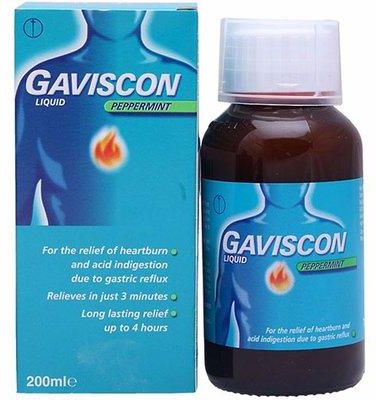 GAVISCON
LIQUID
PEPPERMINT
For the relief of heartburn
and acid indigestion
due to gastric reflux
Relieves in just 3 minutes
Long lasting relief
up to 4 hours
200ml℮
GAVISCON
LIQUID
PEPPERMINT
For the relief of heartburn and
acid indigestion due to gastric reflux